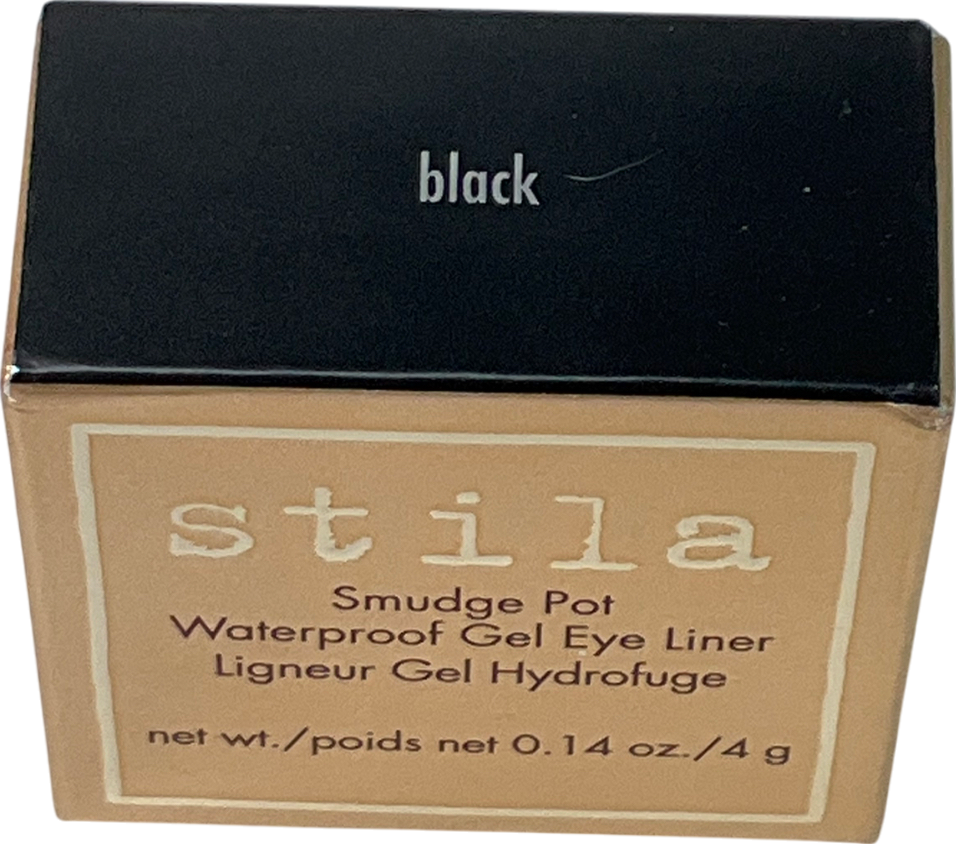 black
stila
Smudge Pot
Waterproof Gel Eye Liner
Ligneur Gel Hydrofuge
net wt./poids net 0.14 oz./4 g